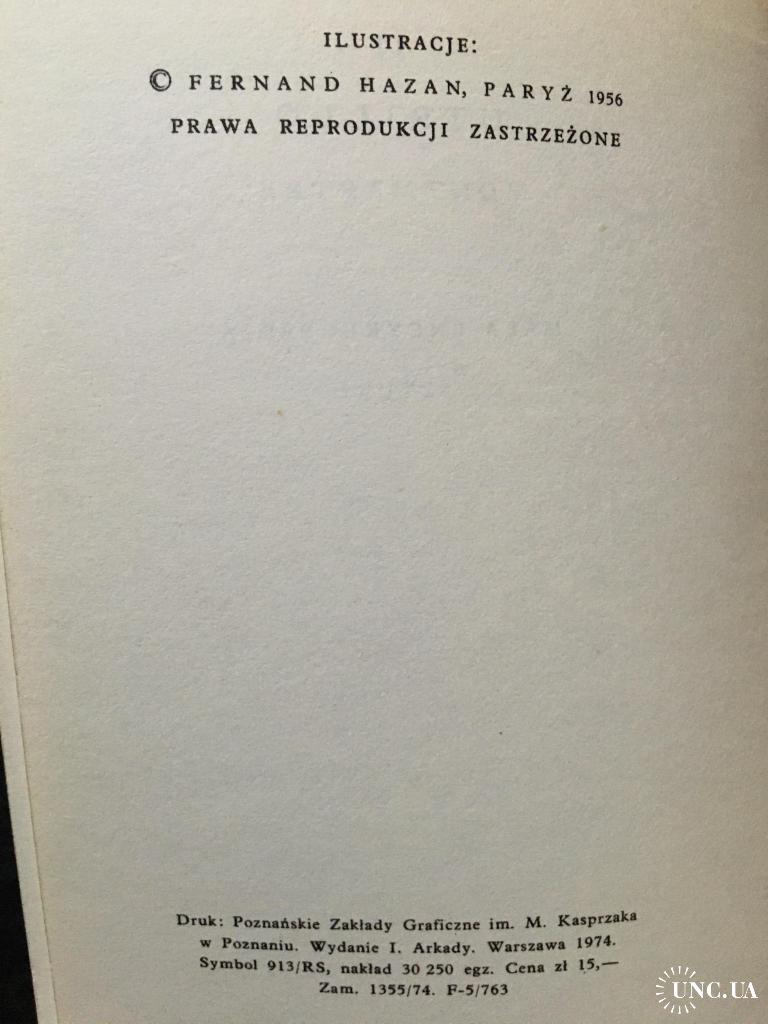 ILUSTRACJE:
© FERNAND HAZAN, PARYŻ 1956
PRAWA REPRODUKCJI ZASTRZEŻONE
Druk: Poznańskie Zakłady Graficzne im. M. Kasprzaka
w Poznaniu. Wydanie I. Arkady. Warszawa 1974.
Symbol 913/RS, nakład 30 250 egz. Cena zł 15,—
Zam. 1355/74. F-5/763
UNC.UA